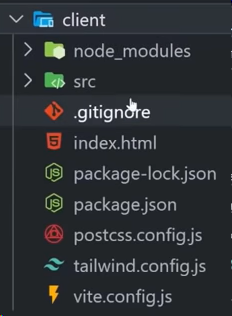 client
node_modules
src
.gitignore
index.html
package-lock.json
package.json
postcss.config.js
tailwind.config.js
vite.config.js